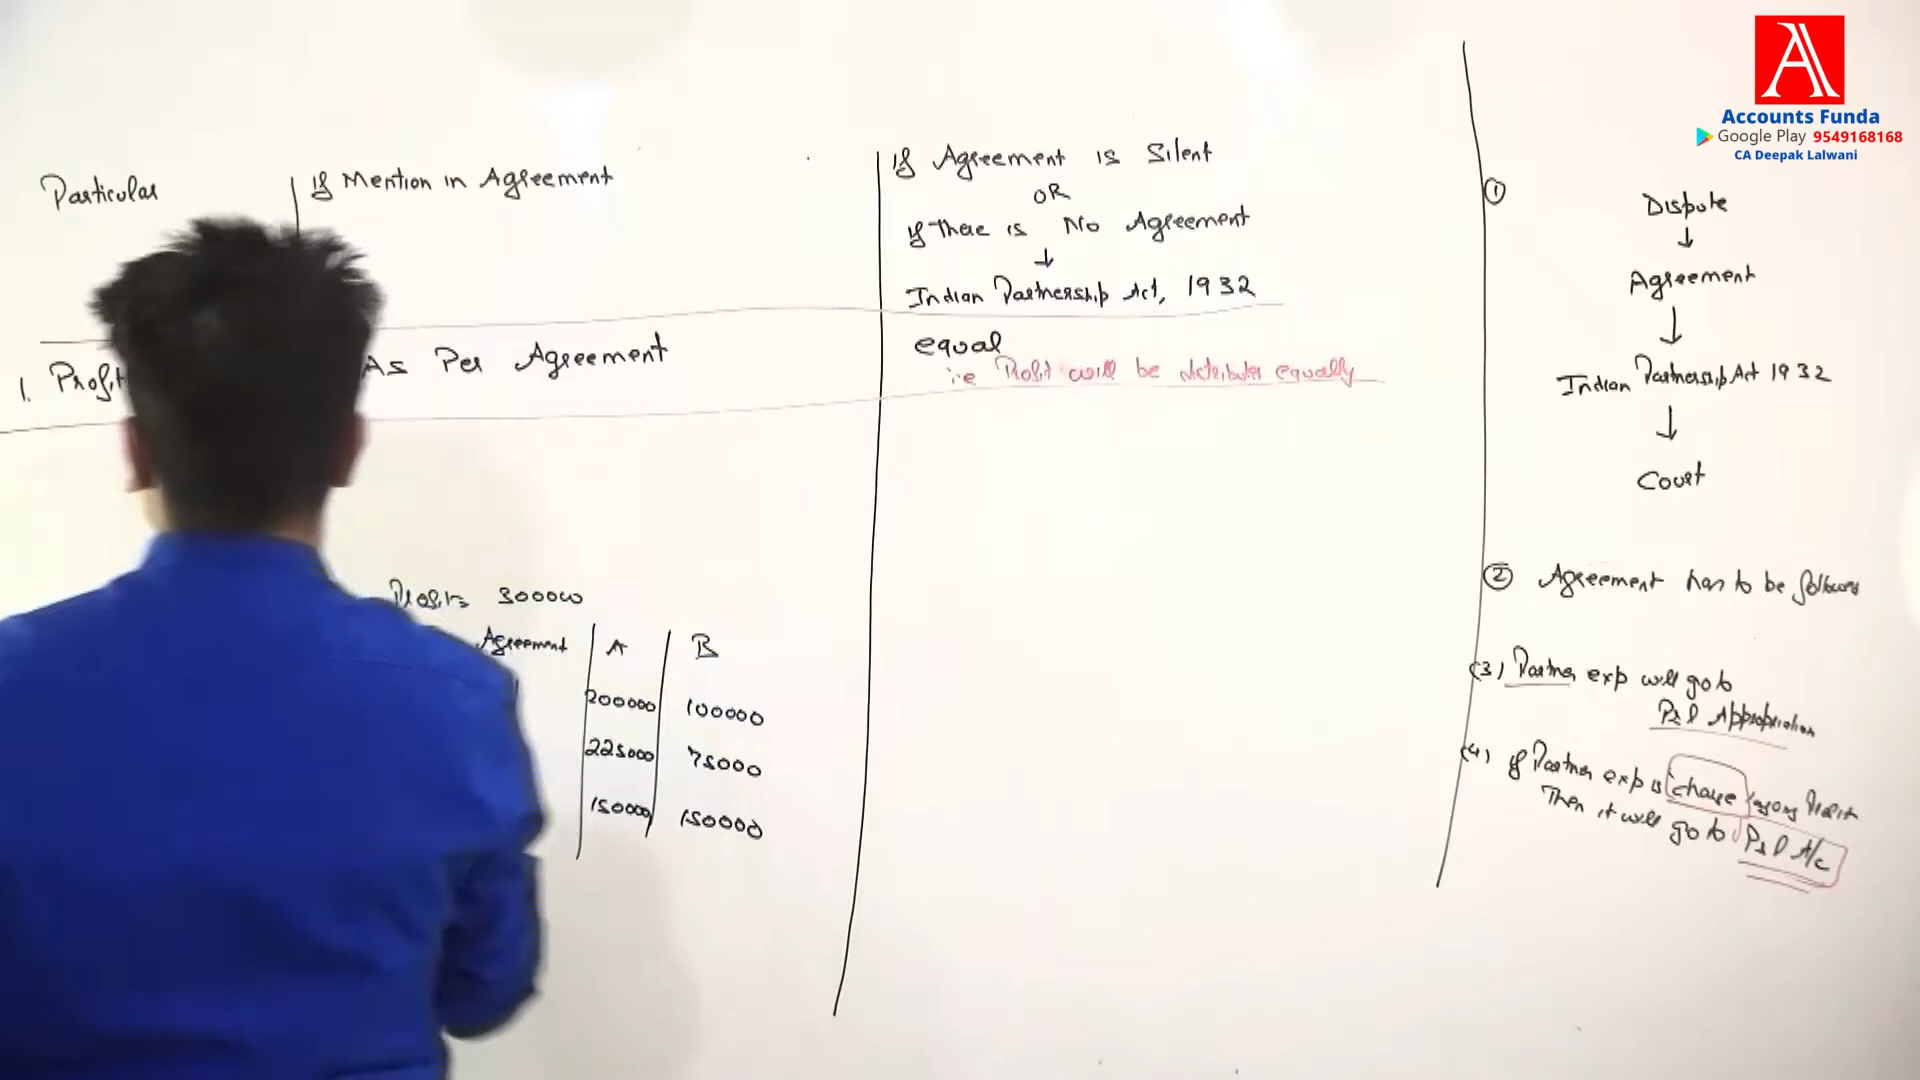 Accounts Funda
Google Play 9549168168
CA Deepak Lalwani
Particular
If Mention in Agreement
If Agreement is Silent
OR
If There is No Agreement
↓
Indian Partnership Act, 1932
1. Profit
As Per Agreement
equal
i.e Profit will be distributes equally
Profit= 300000
Agreement A B
200000 100000
225000 75000
150000 150000
①
Dispute
↓
Agreement
↓
Indian Partnership Act 1932
↓
Court
② Agreement has to be follows
(3) Partner exp will go to
P&L Appropriation
(4) If Partner exp is charge Profit
Then it will go to P&L A/c